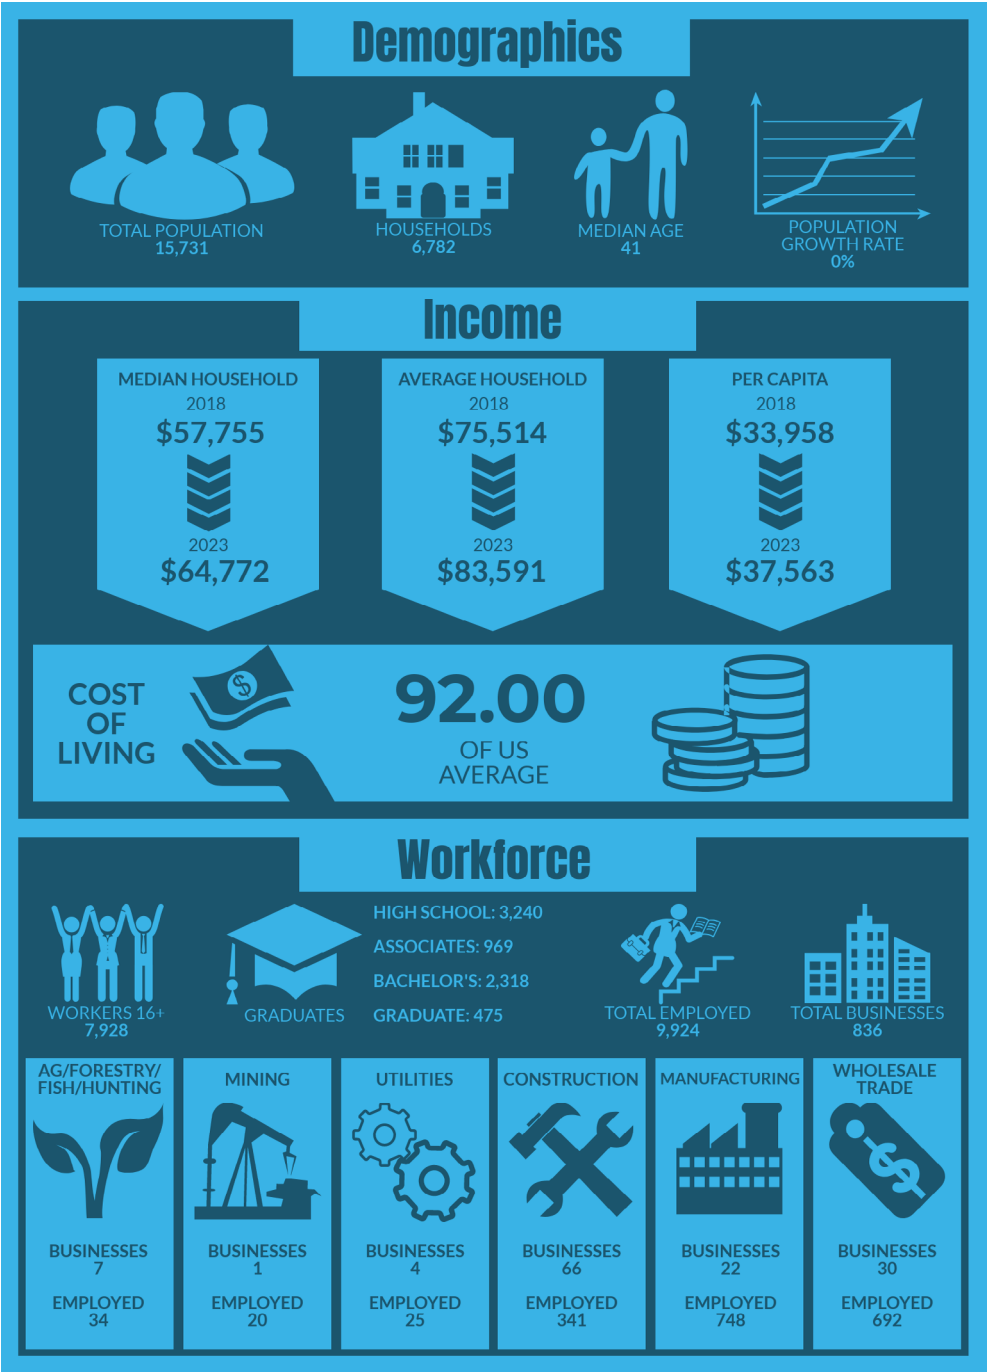 Demographics
TOTAL POPULATION
15,731
HOUSEHOLDS
6,782
MEDIAN AGE
41
POPULATION
GROWTH RATE
0%
Income
MEDIAN HOUSEHOLD
2018
$57,755
2023
$64,772
AVERAGE HOUSEHOLD
2018
$75,514
2023
$83,591
PER CAPITA
2018
$33,958
2023
$37,563
COST
OF
LIVING
$
92.00
OF US
AVERAGE
Workforce
WORKERS 16+
7,928
GRADUATES
HIGH SCHOOL: 3,240
ASSOCIATES: 969
BACHELOR'S: 2,318
GRADUATE: 475
TOTAL EMPLOYED
9,924
TOTAL BUSINESSES
836
AG/FORESTRY/
FISH/HUNTING
BUSINESSES
7
EMPLOYED
34
MINING
BUSINESSES
1
EMPLOYED
20
UTILITIES
BUSINESSES
4
EMPLOYED
25
CONSTRUCTION
BUSINESSES
66
EMPLOYED
341
MANUFACTURING
BUSINESSES
22
EMPLOYED
748
WHOLESALE
TRADE
$
BUSINESSES
30
EMPLOYED
692